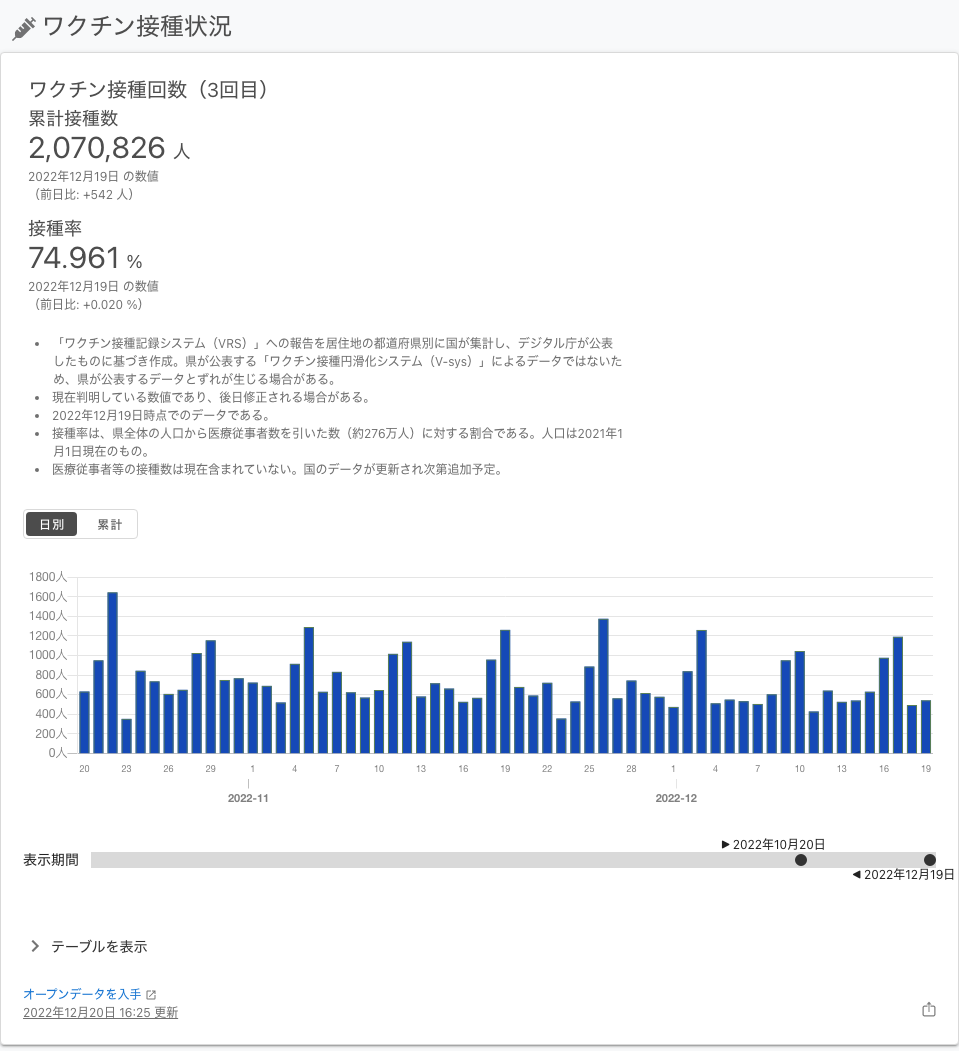 ワクチン接種状況
ワクチン接種回数（3回目）
累計接種数
2,070,826 人
2022年12月19日 の数値
（前日比: +542 人）
接種率
74.961 %
2022年12月19日 の数値
（前日比: +0.020 %）
• 「ワクチン接種記録システム（VRS）」への報告を居住地の都道府県別に国が集計し、デジタル庁が公表
したものに基づき作成。県が公表する「ワクチン接種円滑化システム（V-sys）」によるデータではないた
め、県が公表するデータとずれが生じる場合がある。
• 現在判明している数値であり、後日修正される場合がある。
• 2022年12月19日時点でのデータである。
• 接種率は、県全体の人口から医療従事者数を引いた数（約276万人）に対する割合である。人口は2021年1
月1日現在のもの。
• 医療従事者等の接種数は現在含まれていない。国のデータが更新され次第追加予定。
日別 累計
1800人
1600人
1400人
1200人
1000人
800人
600人
400人
200人
0人
20 23 26 29 1 4 7 10 13 16 19 22 25 28 1 4 7 10 13 16 19
2022-11 2022-12
▶ 2022年10月20日
表示期間
◀ 2022年12月19日
テーブルを表示
オープンデータを入手
2022年12月20日 16:25 更新